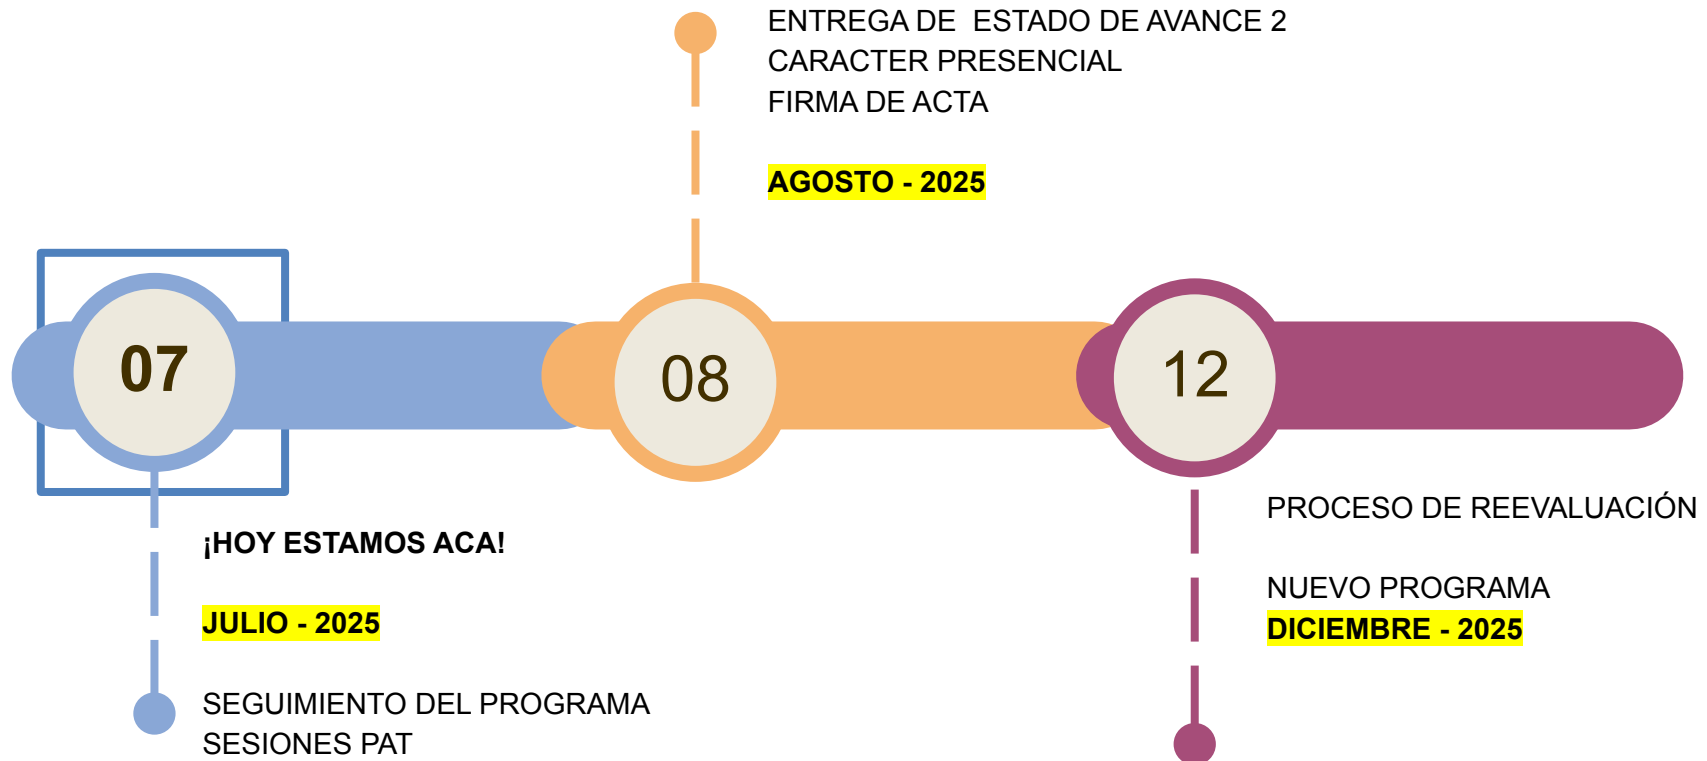 ENTREGA DE  ESTADO DE AVANCE 2
CARACTER PRESENCIAL
FIRMA DE ACTA
AGOSTO - 2025
07
08
12
¡HOY ESTAMOS ACA!
JULIO - 2025
SEGUIMIENTO DEL PROGRAMA
SESIONES PAT
PROCESO DE REEVALUACIÓN
NUEVO PROGRAMA
DICIEMBRE - 2025